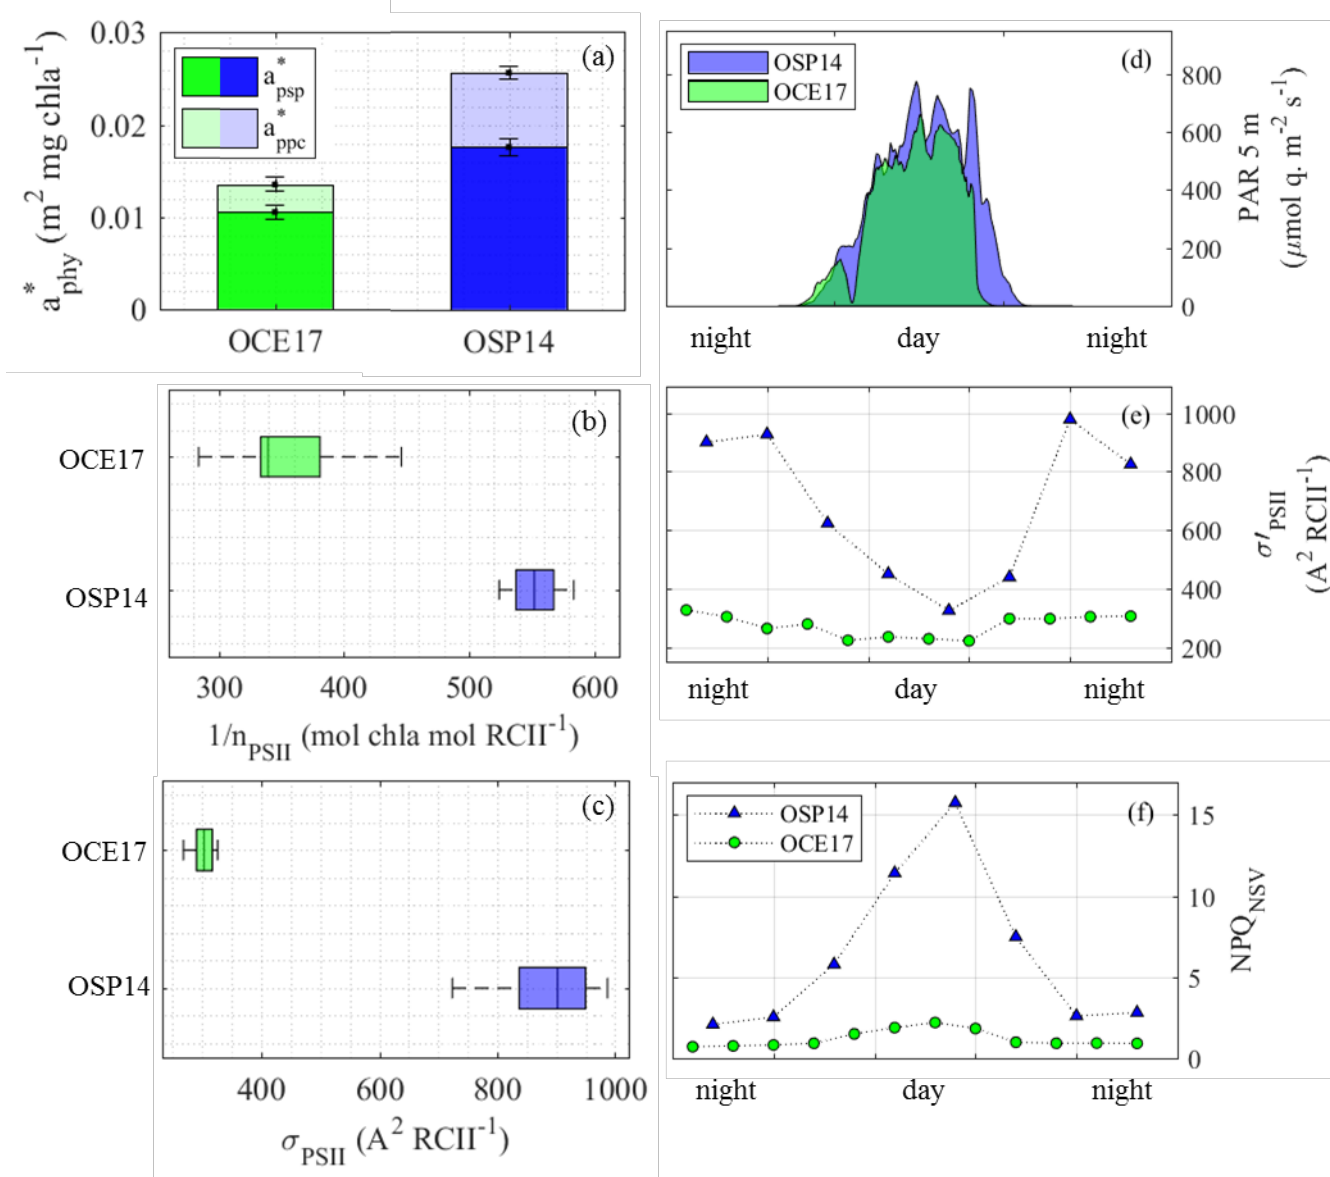 (a)
0.03
0.02
0.01
0
a*phy (m2 mg chla-1)
a*psp
a*ppc
OCE17 OSP14
(b)
OCE17
OSP14
300 400 500 600
1/nPSII (mol chla mol RCII-1)
(c)
OCE17
OSP14
400 600 800 1000
σPSII (A2 RCII-1)
OSP14
OCE17
(d)
800
600
400
200
0
PAR 5 m
(μmol q. m-2 s-1)
night day night
(e)
1000
800
600
400
200
σ′PSII
(A2 RCII-1)
night day night
OSP14
OCE17
(f)
15
10
5
0
NPQNSV
night day night